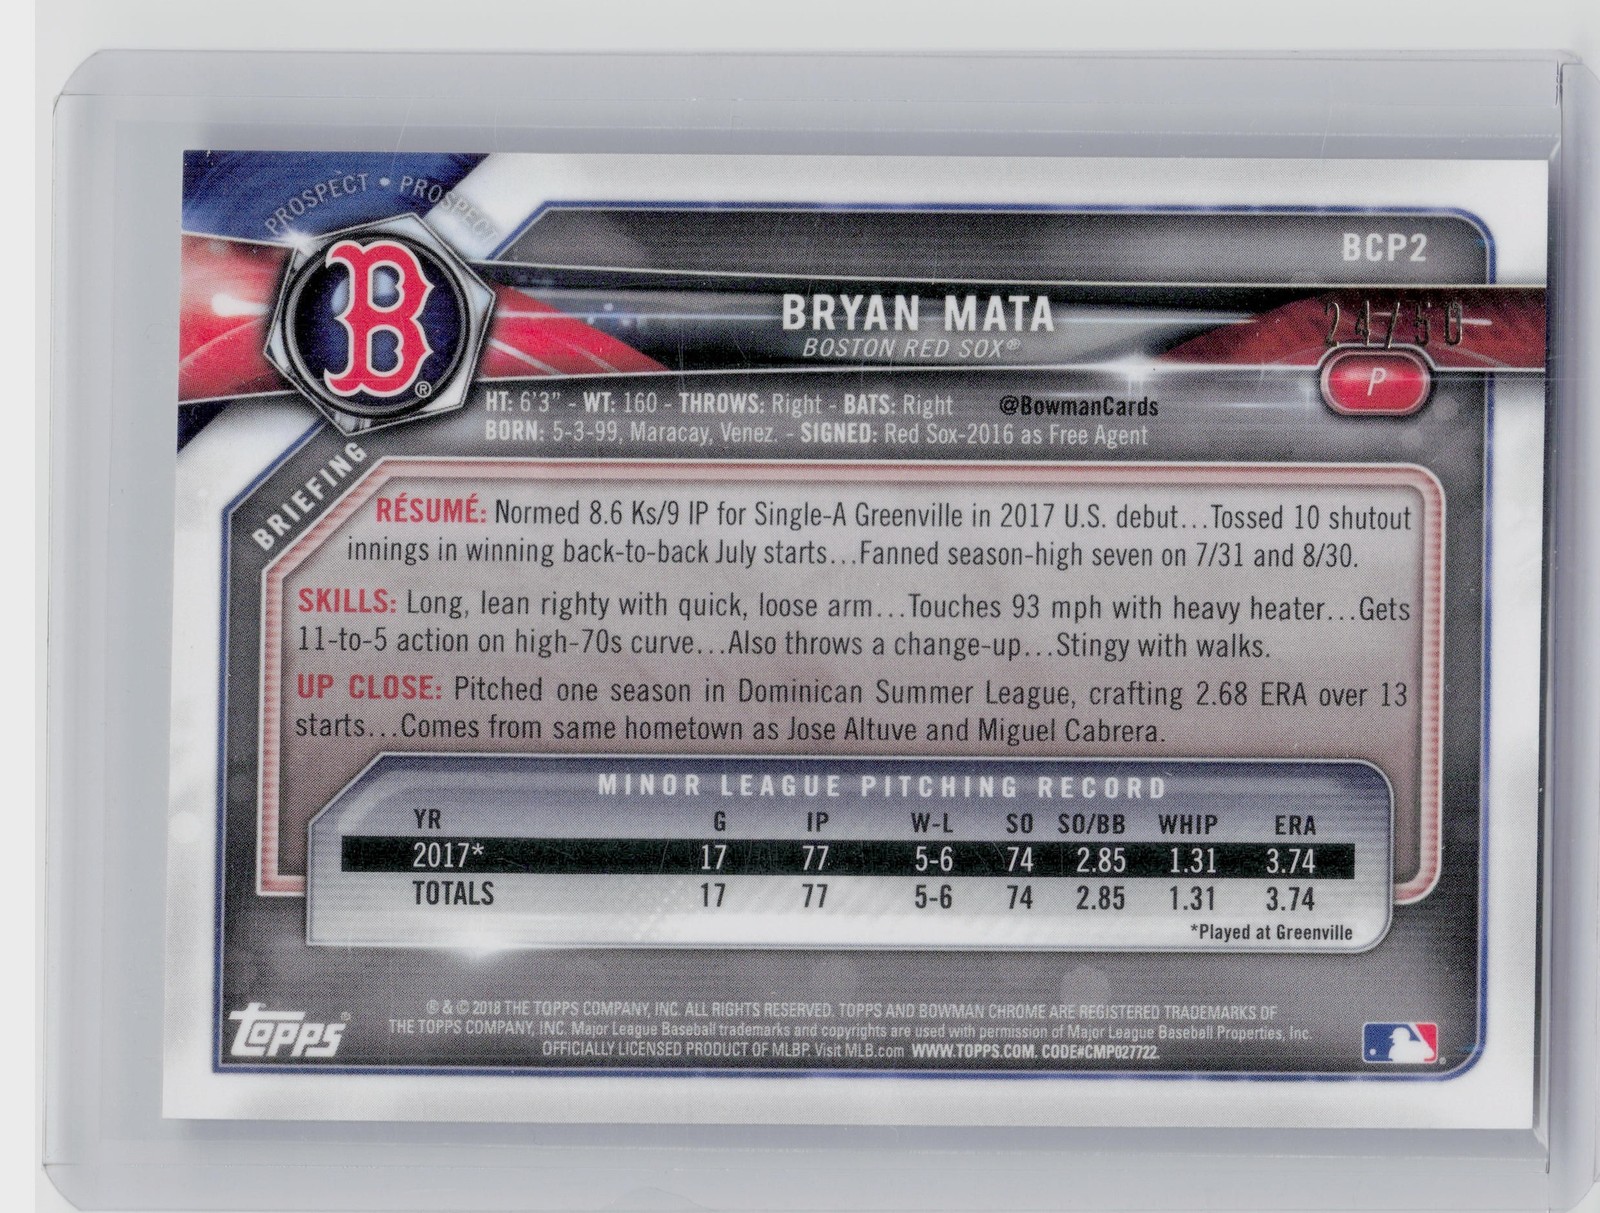 PROSPECT • PROSPECT
B
®
BCP2
BRYAN MATA
24/50
BOSTON RED SOX®
P
HT: 6'3" - WT: 160 - THROWS: Right - BATS: Right @BowmanCards
BORN: 5-3-99, Maracay, Venez. - SIGNED: Red Sox-2016 as Free Agent
BRIEFING
RÉSUMÉ: Normed 8.6 Ks/9 IP for Single-A Greenville in 2017 U.S. debut...Tossed 10 shutout
innings in winning back-to-back July starts...Fanned season-high seven on 7/31 and 8/30.
SKILLS: Long, lean righty with quick, loose arm...Touches 93 mph with heavy heater...Gets
11-to-5 action on high-70s curve...Also throws a change-up...Stingy with walks.
UP CLOSE: Pitched one season in Dominican Summer League, crafting 2.68 ERA over 13
starts...Comes from same hometown as Jose Altuve and Miguel Cabrera.
MINOR LEAGUE PITCHING RECORD
YR G IP W-L SO SO/BB WHIP ERA
2017* 17 77 5-6 74 2.85 1.31 3.74
TOTALS 17 77 5-6 74 2.85 1.31 3.74
*Played at Greenville
® & © 2018 THE TOPPS COMPANY, INC. ALL RIGHTS RESERVED. TOPPS AND BOWMAN CHROME ARE REGISTERED TRADEMARKS OF
THE TOPPS COMPANY, INC. Major League Baseball trademarks and copyrights are used with permission of Major League Baseball Properties, Inc.
OFFICIALLY LICENSED PRODUCT OF MLBP. Visit MLB.com WWW.TOPPS.COM. CODE#CMP027722
topps®